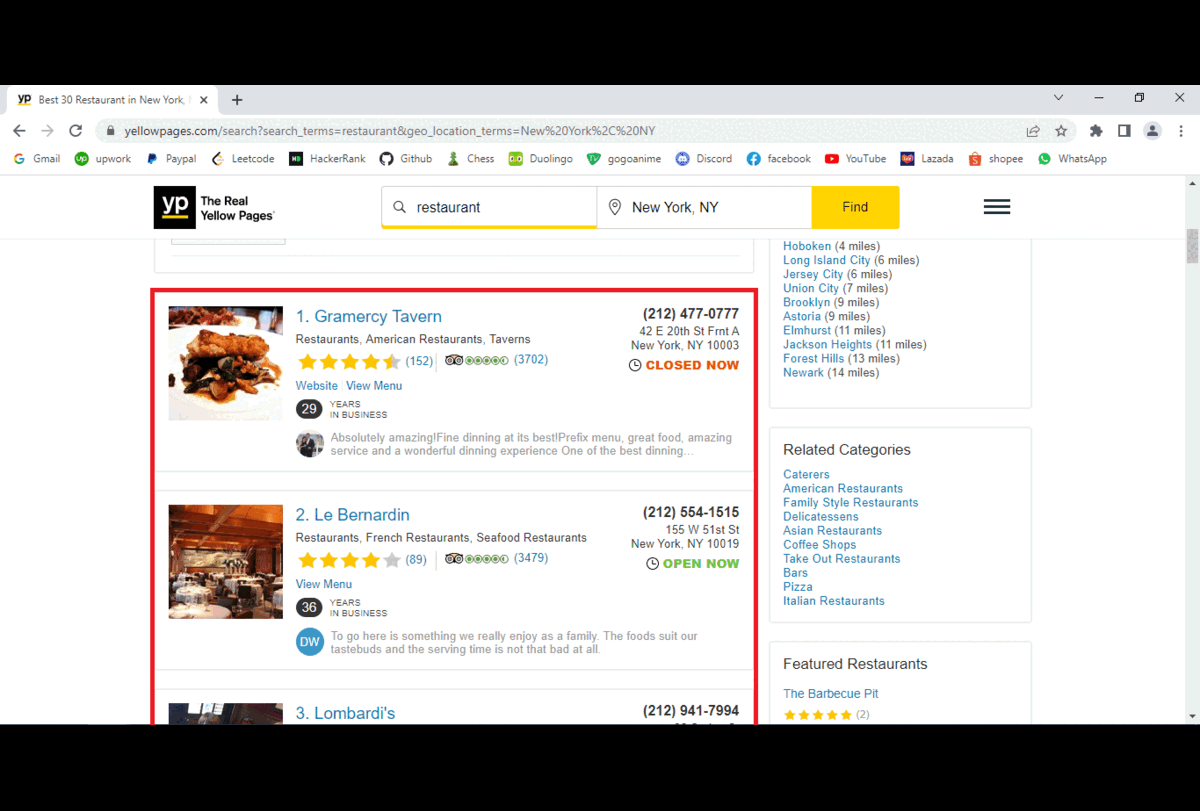 yp Best 30 Restaurant in New York,
yellowpages.com/search?search_terms=restaurant&geo_location_terms=New%20York%2C%20NY
Gmail upwork Paypal Leetcode HackerRank Github Chess Duolingo gogoanime Discord facebook YouTube Lazada shopee WhatsApp
yp The Real
Yellow Pages
restaurant New York, NY Find
1. Gramercy Tavern
Restaurants, American Restaurants, Taverns
(152) (3702)
Website View Menu
29 YEARS
IN BUSINESS
Absolutely amazing!Fine dinning at its best!Prefix menu, great food, amazing
service and a wonderful dinning experience One of the best dinning...
(212) 477-0777
42 E 20th St Frnt A
New York, NY 10003
CLOSED NOW
2. Le Bernardin
Restaurants, French Restaurants, Seafood Restaurants
(89) (3479)
View Menu
36 YEARS
IN BUSINESS
DW To go here is something we really enjoy as a family. The foods suit our
tastebuds and the serving time is not that bad at all.
(212) 554-1515
155 W 51st St
New York, NY 10019
OPEN NOW
3. Lombardi's
(212) 941-7994
Hoboken (4 miles)
Long Island City (6 miles)
Jersey City (6 miles)
Union City (7 miles)
Brooklyn (9 miles)
Astoria (9 miles)
Elmhurst (11 miles)
Jackson Heights (11 miles)
Forest Hills (13 miles)
Newark (14 miles)
Related Categories
Caterers
American Restaurants
Family Style Restaurants
Delicatessens
Asian Restaurants
Coffee Shops
Take Out Restaurants
Bars
Pizza
Italian Restaurants
Featured Restaurants
The Barbecue Pit
(2)